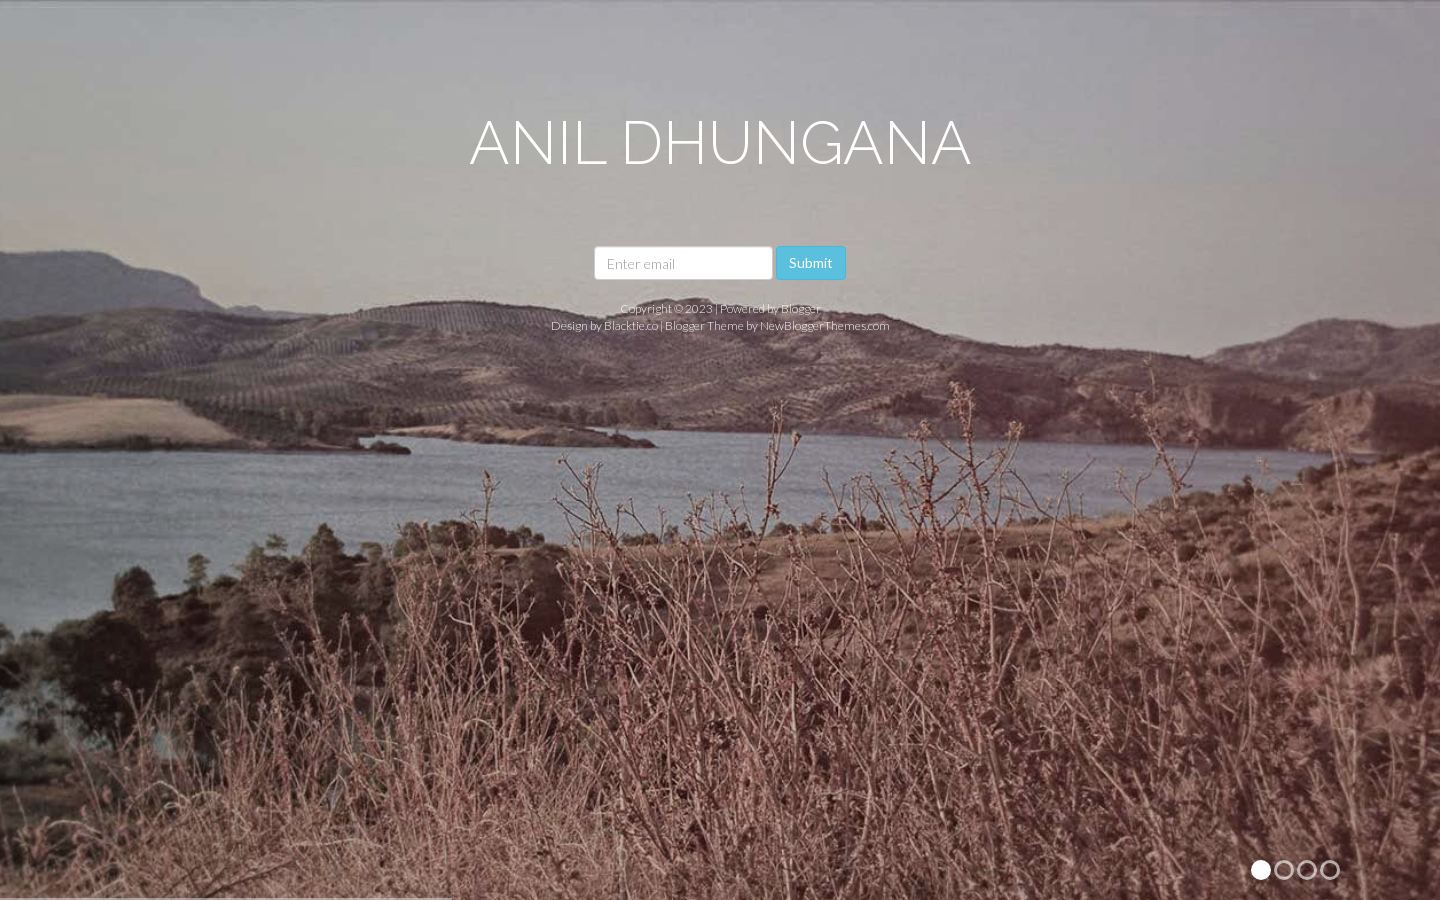 ANIL DHUNGANA
Enter email
Submit
Copyright © 2023 | Powered by Blogger
Design by Blacktie.co | Blogger Theme by NewBloggerThemes.com